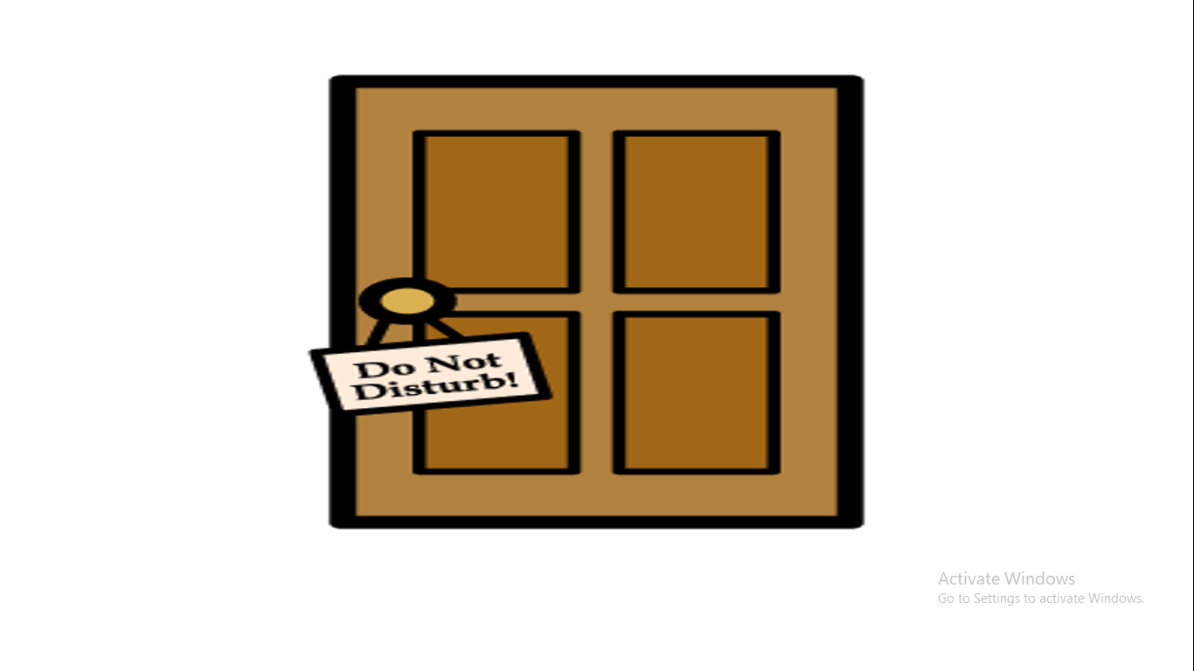 Do Not
Disturb!
Activate Windows
Go to Settings to activate Windows.